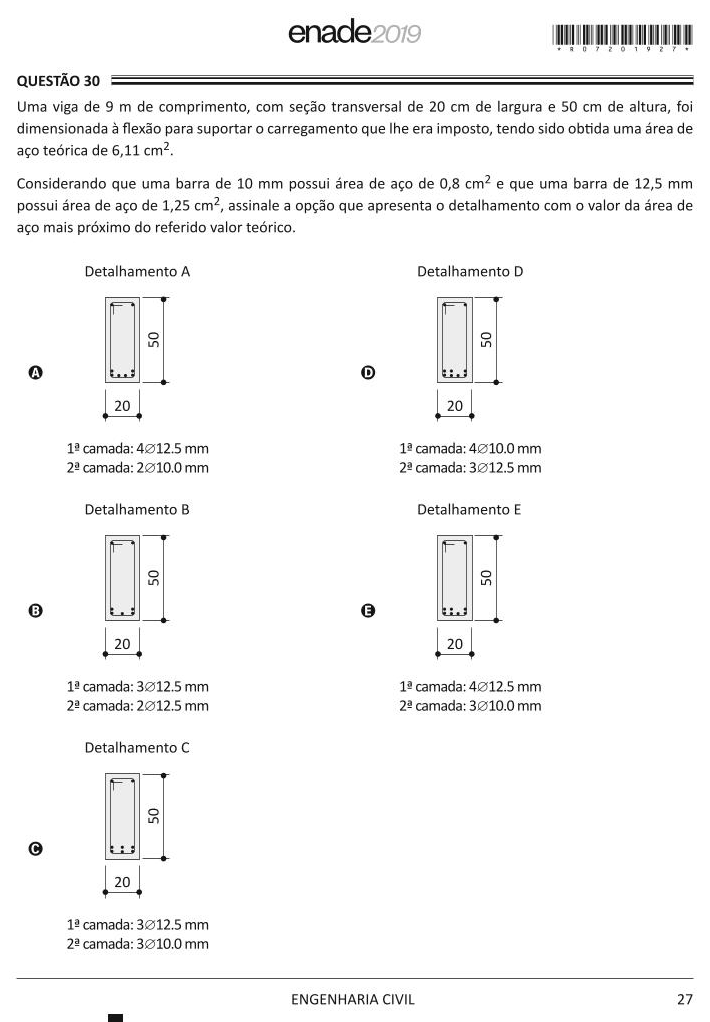 enade2019
* R 0 7 2 0 1 9 2 7 *
QUESTÃO 30
Uma viga de 9 m de comprimento, com seção transversal de 20 cm de largura e 50 cm de altura, foi
dimensionada à flexão para suportar o carregamento que lhe era imposto, tendo sido obtida uma área de
aço teórica de 6,11 cm².
Considerando que uma barra de 10 mm possui área de aço de 0,8 cm² e que uma barra de 12,5 mm
possui área de aço de 1,25 cm², assinale a opção que apresenta o detalhamento com o valor da área de
aço mais próximo do referido valor teórico.
Detalhamento A
50
A
20
1ª camada: 4∅12.5 mm
2ª camada: 2∅10.0 mm
Detalhamento B
50
B
20
1ª camada: 3∅12.5 mm
2ª camada: 2∅12.5 mm
Detalhamento C
50
C
20
1ª camada: 3∅12.5 mm
2ª camada: 3∅10.0 mm
Detalhamento D
50
D
20
1ª camada: 4∅10.0 mm
2ª camada: 3∅12.5 mm
Detalhamento E
50
E
20
1ª camada: 4∅12.5 mm
2ª camada: 3∅10.0 mm
ENGENHARIA CIVIL
27